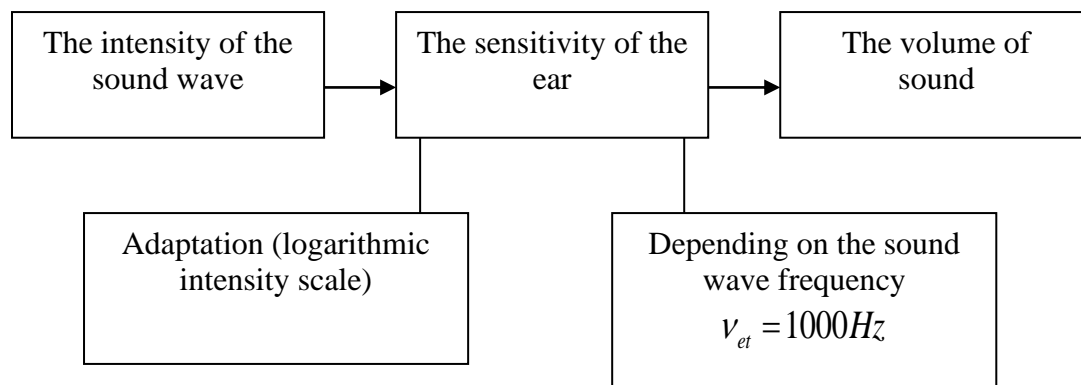 The intensity of the
sound wave
The sensitivity of the
ear
The volume of
sound
Adaptation (logarithmic
intensity scale)
Depending on the sound
wave frequency
ν_et = 1000Hz